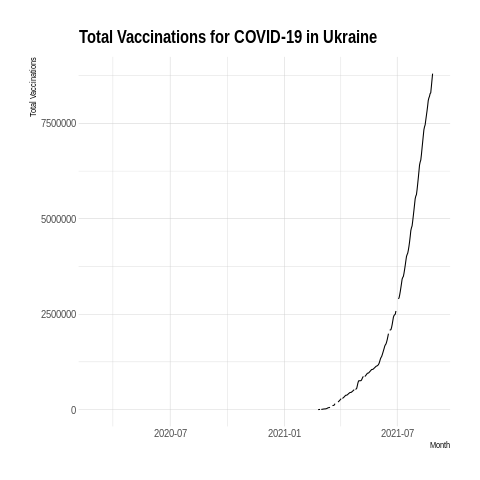 Total Vaccinations for COVID-19 in Ukraine
Total Vaccinations
7500000
5000000
2500000
0
2020-07 2021-01 2021-07
Month